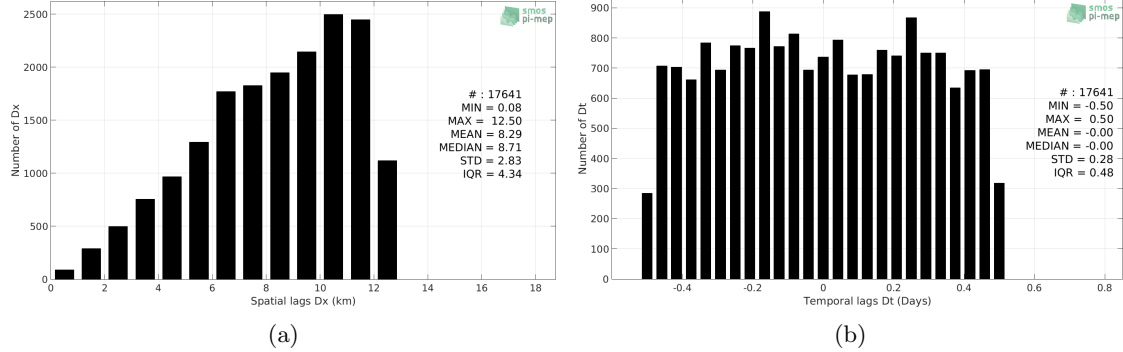 2500
2000
1500
1000
500
0
Number of Dx
0 2 4 6 8 10 12 14 16 18
Spatial lags Dx (km)
smos
pi-mep
# : 17641
MIN = 0.08
MAX = 12.50
MEAN = 8.29
MEDIAN = 8.71
STD = 2.83
IQR = 4.34
(a)
900
800
700
600
500
400
300
200
100
0
Number of Dt
-0.4 -0.2 0 0.2 0.4 0.6 0.8
Temporal lags Dt (Days)
smos
pi-mep
# : 17641
MIN = -0.50
MAX = 0.50
MEAN = -0.00
MEDIAN = -0.00
STD = 0.28
IQR = 0.48
(b)